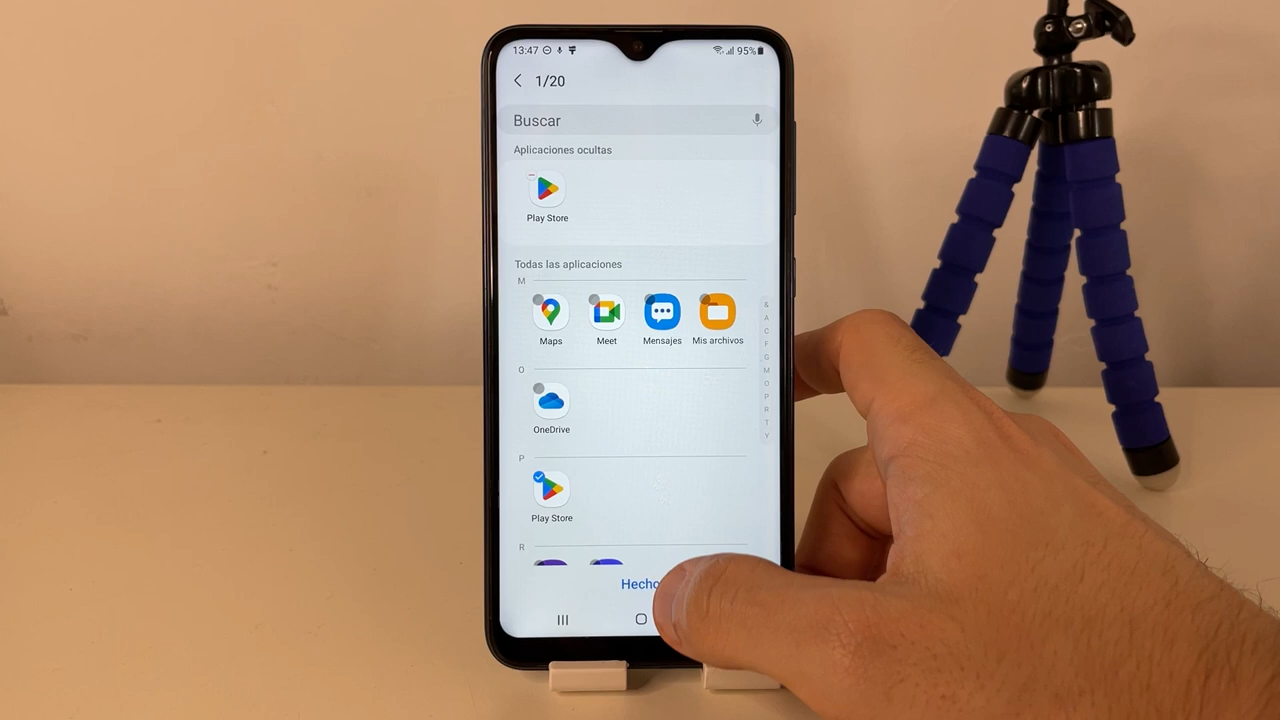 13:47 95%
1/20
Buscar
Aplicaciones ocultas
Play Store
Todas las aplicaciones
M
Maps Meet Mensajes Mis archivos
O
OneDrive
P
Play Store
R
Hecho
&
A
C
F
G
M
O
P
R
T
Y